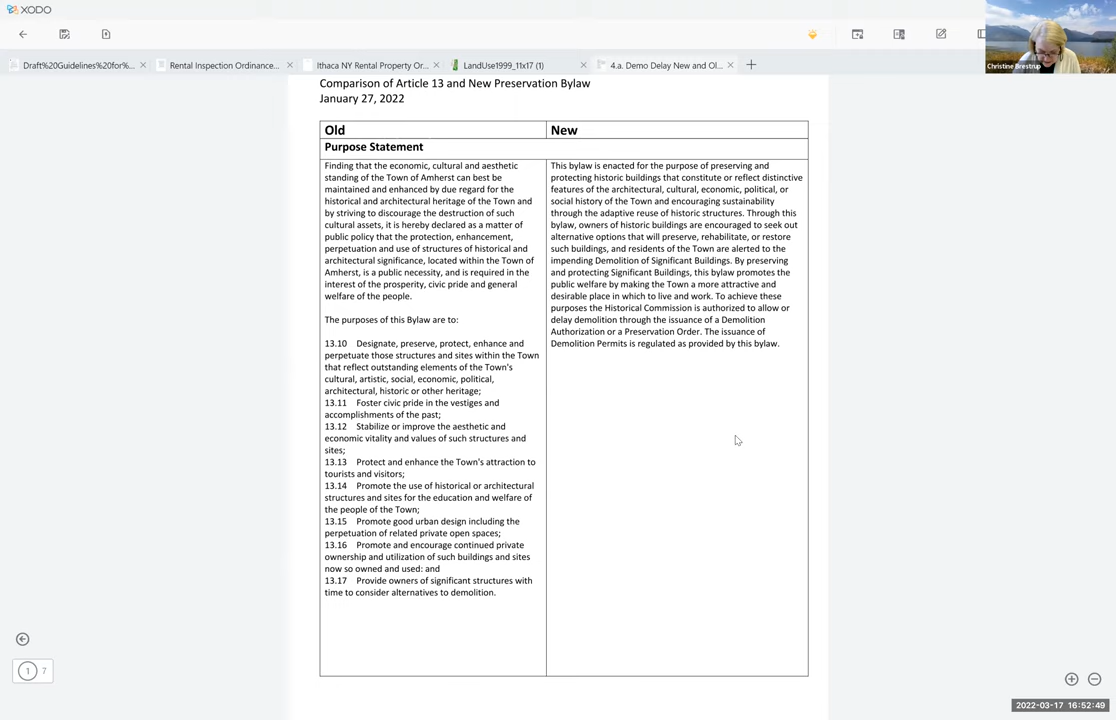 XODO
Draft%20Guidelines%20for%...
Rental Inspection Ordinance...
Ithaca NY Rental Property Or...
LandUse1999_11x17 (1)
4.a. Demo Delay New and Ol...
Christine Brestrup
Comparison of Article 13 and New Preservation Bylaw
January 27, 2022
Old
New
Purpose Statement
Finding that the economic, cultural and aesthetic
standing of the Town of Amherst can best be
maintained and enhanced by due regard for the
historical and architectural heritage of the Town and
by striving to discourage the destruction of such
cultural assets, it is hereby declared as a matter of
public policy that the protection, enhancement,
perpetuation and use of structures of historical and
architectural significance, located within the Town of
Amherst, is a public necessity, and is required in the
interest of the prosperity, civic pride and general
welfare of the people.
The purposes of this Bylaw are to:
13.10 Designate, preserve, protect, enhance and
perpetuate those structures and sites within the Town
that reflect outstanding elements of the Town's
cultural, artistic, social, economic, political,
architectural, historic or other heritage;
13.11 Foster civic pride in the vestiges and
accomplishments of the past;
13.12 Stabilize or improve the aesthetic and
economic vitality and values of such structures and
sites;
13.13 Protect and enhance the Town's attraction to
tourists and visitors;
13.14 Promote the use of historical or architectural
structures and sites for the education and welfare of
the people of the Town;
13.15 Promote good urban design including the
perpetuation of related private open spaces;
13.16 Promote and encourage continued private
ownership and utilization of such buildings and sites
now so owned and used: and
13.17 Provide owners of significant structures with
time to consider alternatives to demolition.
This bylaw is enacted for the purpose of preserving and
protecting historic buildings that constitute or reflect distinctive
features of the architectural, cultural, economic, political, or
social history of the Town and encouraging sustainability
through the adaptive reuse of historic structures. Through this
bylaw, owners of historic buildings are encouraged to seek out
alternative options that will preserve, rehabilitate, or restore
such buildings, and residents of the Town are alerted to the
impending Demolition of Significant Buildings. By preserving
and protecting Significant Buildings, this bylaw promotes the
public welfare by making the Town a more attractive and
desirable place in which to live and work. To achieve these
purposes the Historical Commission is authorized to allow or
delay demolition through the issuance of a Demolition
Authorization or a Preservation Order. The issuance of
Demolition Permits is regulated as provided by this bylaw.
1 7
2022-03-17 16:52:49